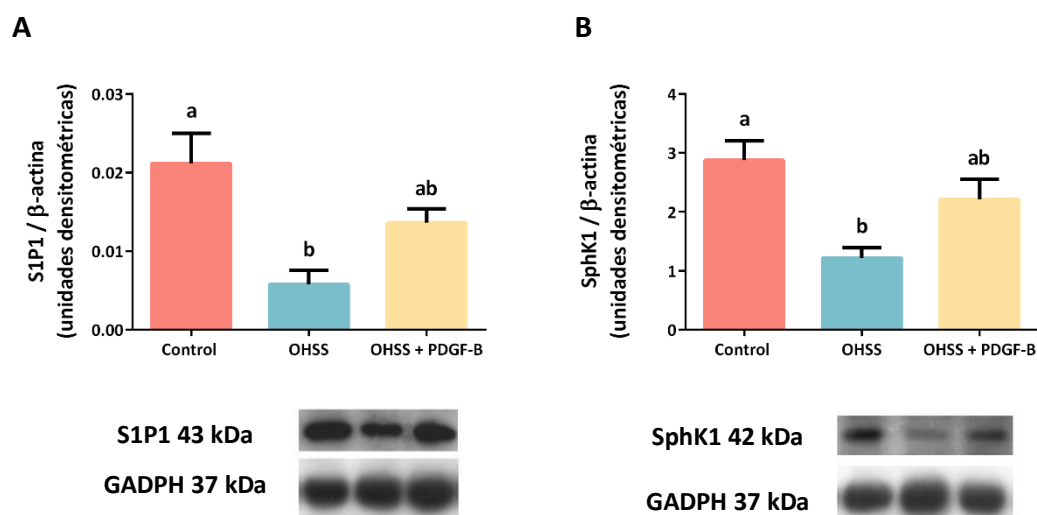 A
S1P1 / β-actina
(unidades densitométricas)
0.03
0.02
0.01
0.00
a
b
ab
Control
OHSS
OHSS + PDGF-B
S1P1 43 kDa
GADPH 37 kDa
B
SphK1 / β-actina
(unidades densitométricas)
4
3
2
1
0
a
b
ab
Control
OHSS
OHSS + PDGF-B
SphK1 42 kDa
GADPH 37 kDa